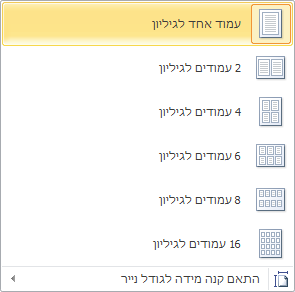 עמוד אחד לגיליון
2 עמודים לגיליון
4 עמודים לגיליון
6 עמודים לגיליון
8 עמודים לגיליון
16 עמודים לגיליון
התאם קנה מידה לגודל נייר